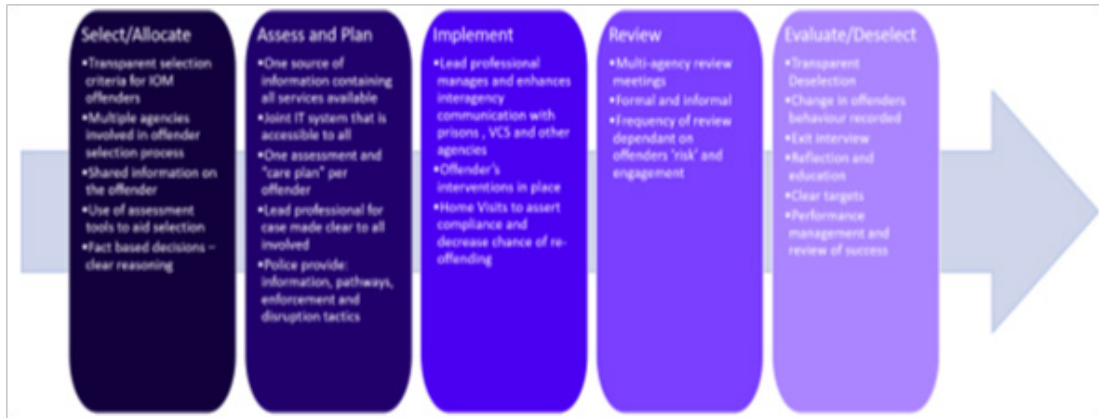 Select/Allocate
▪Transparent selection
criteria for IOM
offenders
▪Multiple agencies
involved in offender
selection process
▪Shared information on
the offender
▪Use of assessment
tools to aid selection
▪Fact based decisions –
clear reasoning
Assess and Plan
▪One source of
information containing
all services available
▪Joint IT system that is
accessible to all
▪One assessment and
"care plan" per
offender
▪Lead professional for
case made clear to all
involved
▪Police provide:
information, pathways,
enforcement and
disruption tactics
Implement
▪Lead professional
manages and enhances
interagency
communication with
prisons , VCS and other
agencies
▪Offender's
interventions in place
▪Home Visits to assert
compliance and
decrease chance of re-
offending
Review
▪Multi-agency review
meetings
▪Formal and informal
▪Frequency of review
dependant on
offenders 'risk' and
engagement
Evaluate/Deselect
▪Transparent
Deselection
▪Change in offenders
behaviour recorded
▪Exit interview
▪Reflection and
education
▪Clear targets
▪Performance
management and
review of success